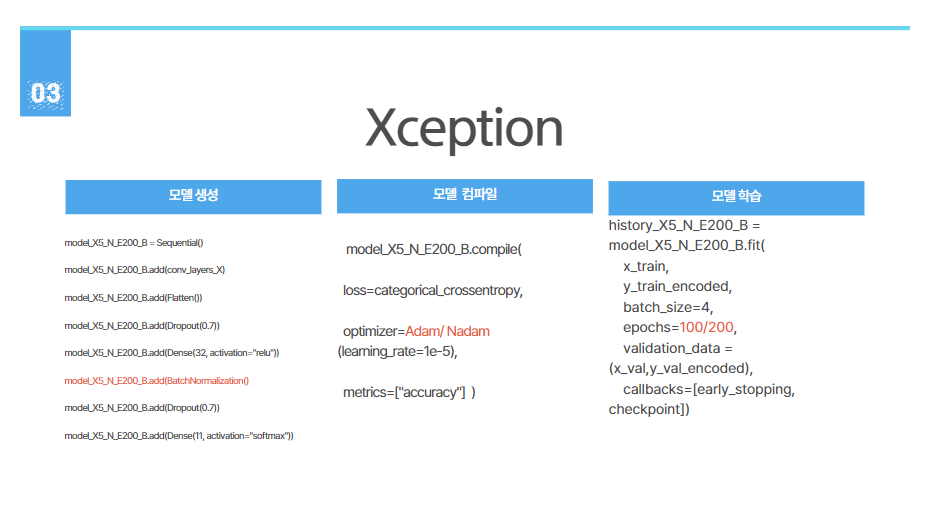 03
Xception
모델 생성
model_X5_N_E200_B = Sequential()
model_X5_N_E200_B.add(conv_layers_X)
model_X5_N_E200_B.add(Flatten())
model_X5_N_E200_B.add(Dropout(0.7))
model_X5_N_E200_B.add(Dense(32, activation="relu"))
model_X5_N_E200_B.add(BatchNormalization()
model_X5_N_E200_B.add(Dropout(0.7))
model_X5_N_E200_B.add(Dense(11, activation="softmax"))
모델 컴파일
model_X5_N_E200_B.compile(
loss=categorical_crossentropy,
optimizer=Adam/ Nadam
(learning_rate=1e-5),
metrics=["accuracy"] )
모델 학습
history_X5_N_E200_B =
model_X5_N_E200_B.fit(
x_train,
y_train_encoded,
batch_size=4,
epochs=100/200,
validation_data =
(x_val,y_val_encoded),
callbacks=[early_stopping,
checkpoint])